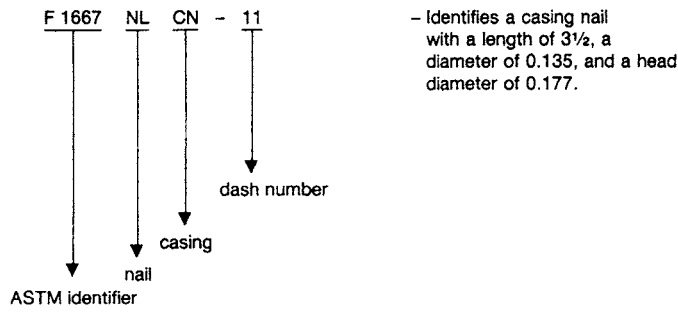 F 1667 NL CN - 11
– Identifies a casing nail
with a length of 3½, a
diameter of 0.135, and a head
diameter of 0.177.
dash number
casing
nail
ASTM identifier